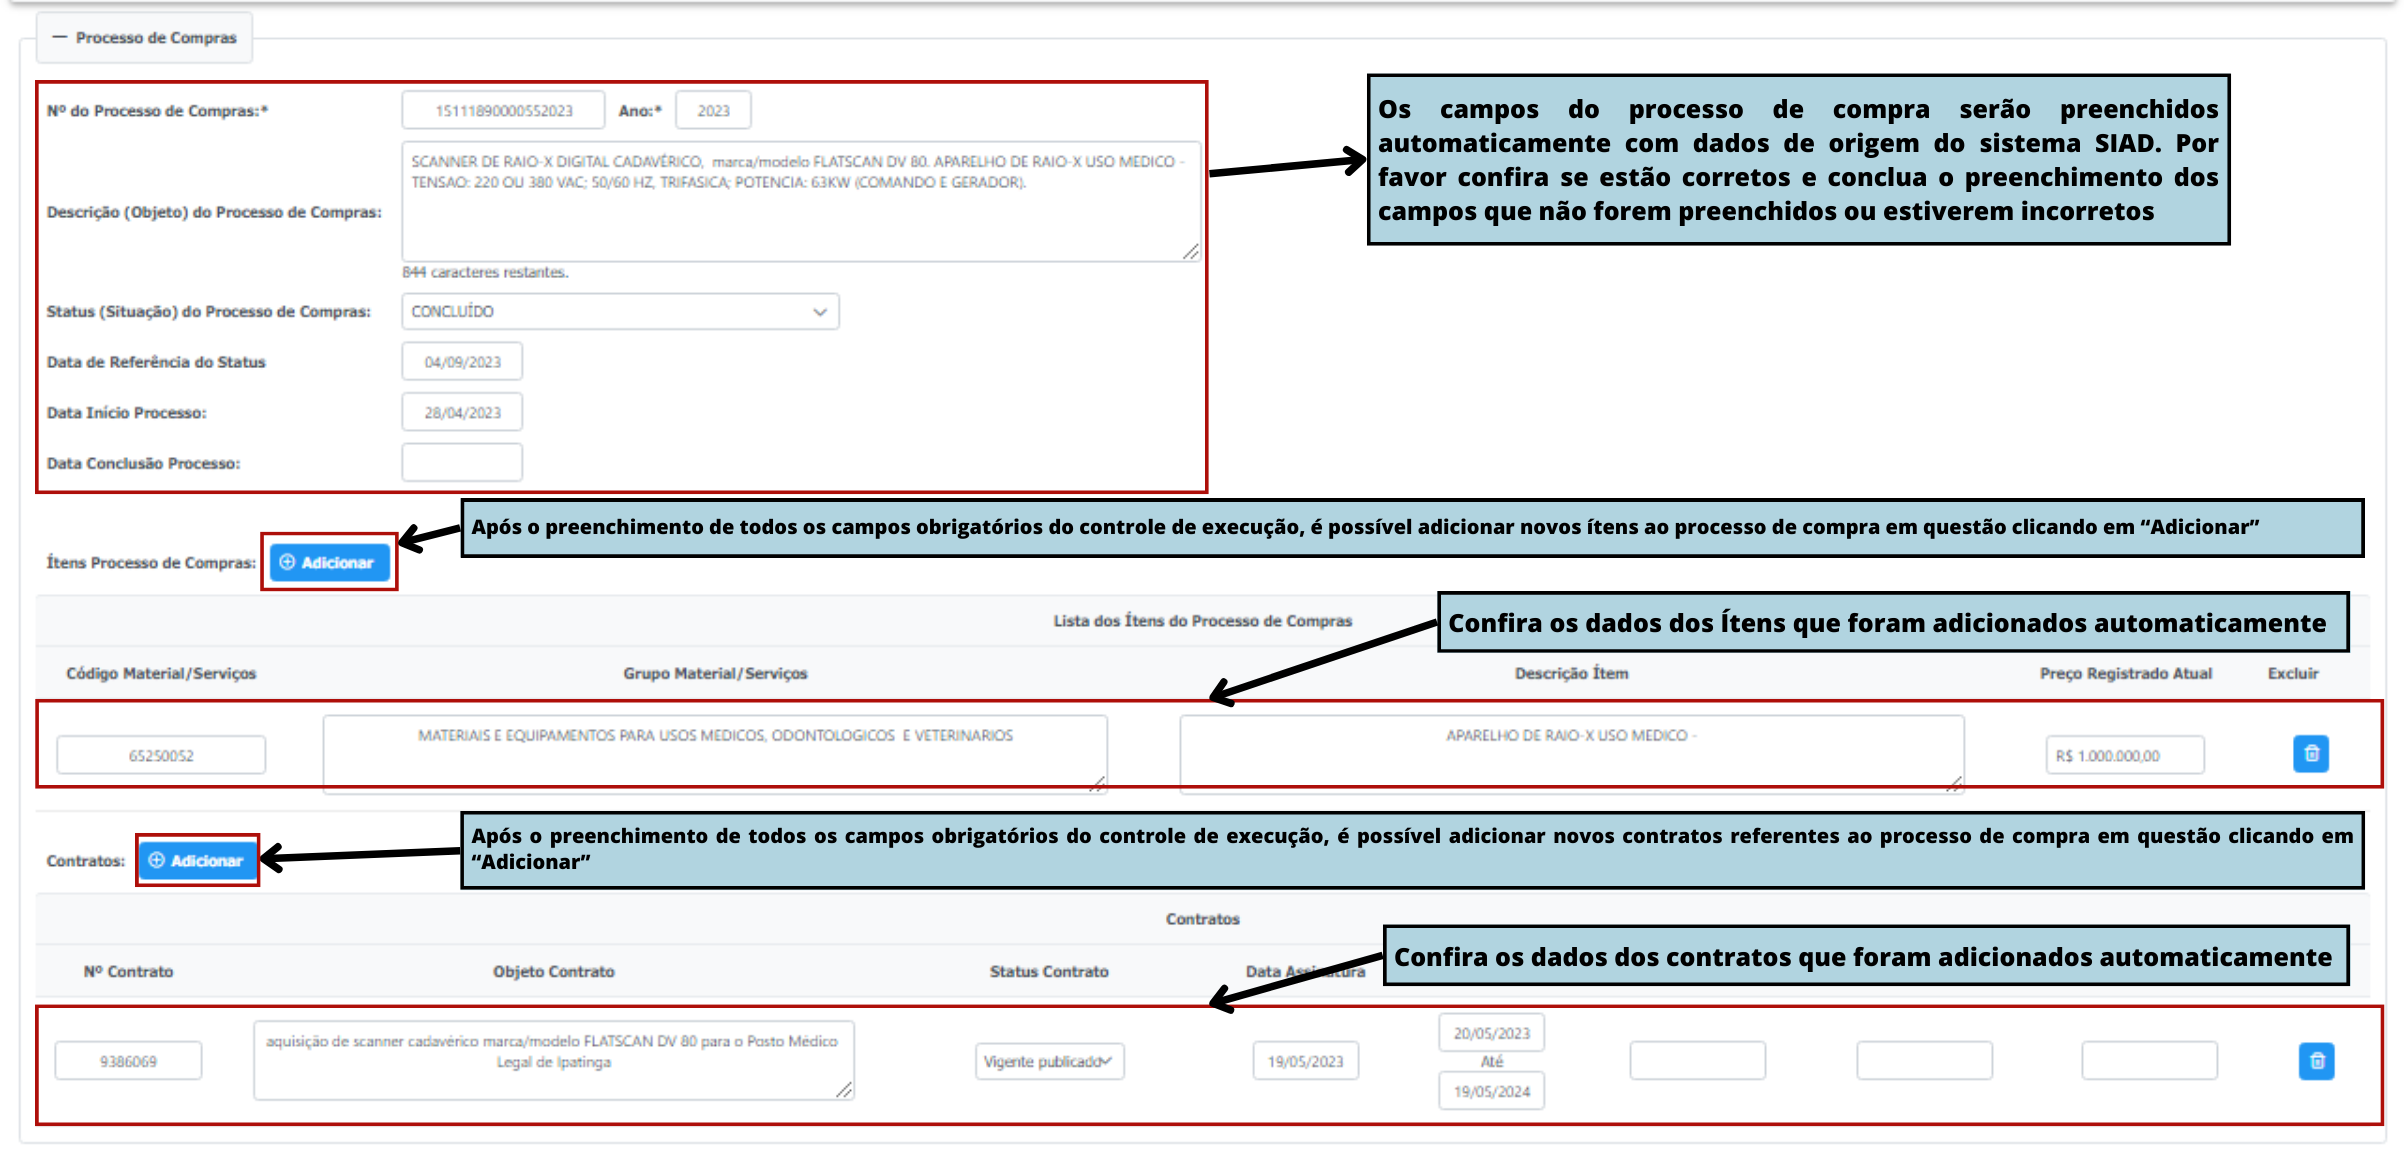 — Processo de Compras
Nº do Processo de Compras:* 15111890000552023 Ano:* 2023
Os campos do processo de compra serão preenchidos
automaticamente com dados de origem do sistema SIAD. Por
favor confira se estão corretos e conclua o preenchimento dos
campos que não forem preenchidos ou estiverem incorretos
Descrição (Objeto) do Processo de Compras:
SCANNER DE RAIO-X DIGITAL CADAVÉRICO, marca/modelo FLATSCAN DV 80. APARELHO DE RAIO-X USO MEDICO -
TENSAO: 220 OU 380 VAC; 50/60 HZ, TRIFASICA; POTENCIA: 63KW (COMANDO E GERADOR).
844 caracteres restantes.
Status (Situação) do Processo de Compras: CONCLUÍDO
Data de Referência do Status 04/09/2023
Data Início Processo: 28/04/2023
Data Conclusão Processo:
Após o preenchimento de todos os campos obrigatórios do controle de execução, é possível adicionar novos ítens ao processo de compra em questão clicando em “Adicionar”
Ítens Processo de Compras: Adicionar
Lista dos Ítens do Processo de Compras
Confira os dados dos Ítens que foram adicionados automaticamente
Código Material/Serviços Grupo Material/Serviços Descrição Ítem Preço Registrado Atual Excluir
65250052 MATERIAIS E EQUIPAMENTOS PARA USOS MEDICOS, ODONTOLOGICOS E VETERINARIOS APARELHO DE RAIO-X USO MEDICO - R$ 1.000.000,00
Após o preenchimento de todos os campos obrigatórios do controle de execução, é possível adicionar novos contratos referentes ao processo de compra em questão clicando em
“Adicionar”
Contratos: Adicionar
Contratos
Confira os dados dos contratos que foram adicionados automaticamente
Nº Contrato Objeto Contrato Status Contrato Data Assinatura
9386069
aquisição de scanner cadavérico marca/modelo FLATSCAN DV 80 para o Posto Médico
Legal de Ipatinga
Vigente publicado
19/05/2023
20/05/2023
Até
19/05/2024